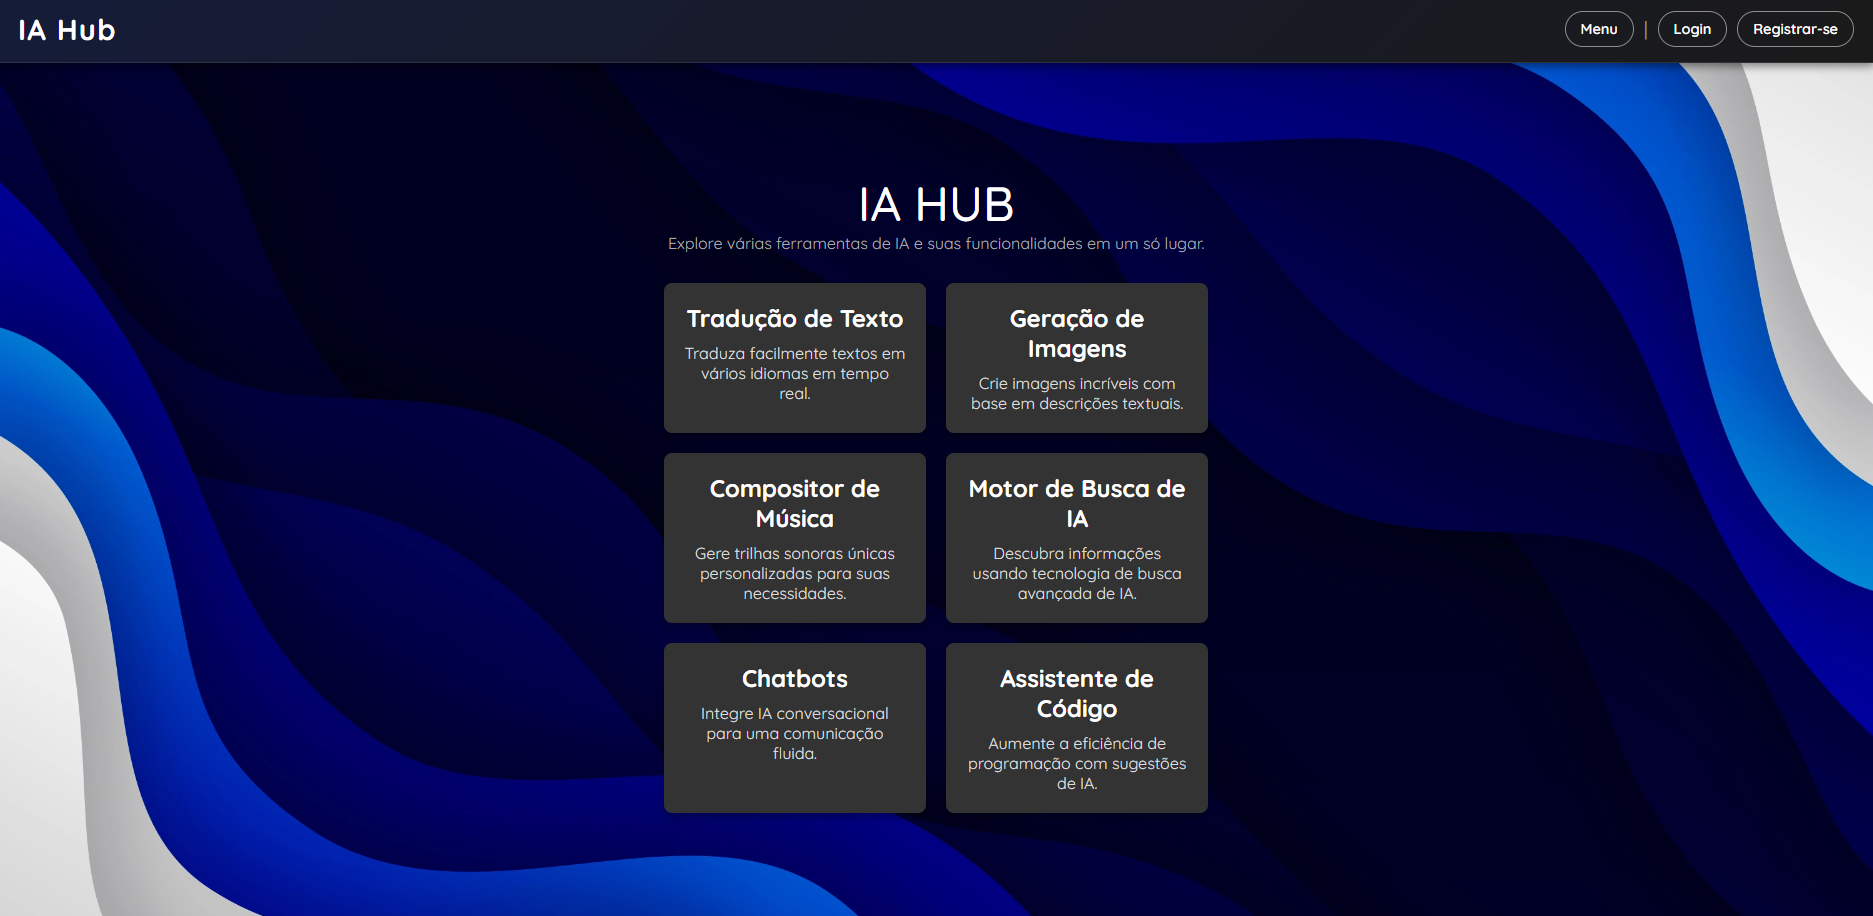 IA Hub
Menu | Login Registrar-se
IA HUB
Explore várias ferramentas de IA e suas funcionalidades em um só lugar.
Tradução de Texto
Traduza facilmente textos em
vários idiomas em tempo
real.
Geração de
Imagens
Crie imagens incríveis com
base em descrições textuais.
Compositor de
Música
Gere trilhas sonoras únicas
personalizadas para suas
necessidades.
Motor de Busca de
IA
Descubra informações
usando tecnologia de busca
avançada de IA.
Chatbots
Integre IA conversacional
para uma comunicação
fluida.
Assistente de
Código
Aumente a eficiência de
programação com sugestões
de IA.